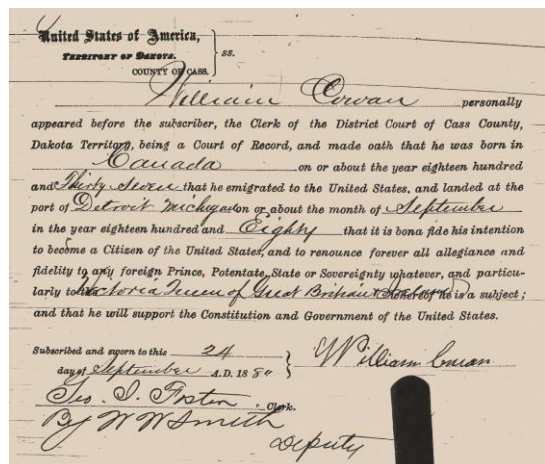 United States of America,
TERRITORY OF DAKOTA. } ss.
COUNTY OF CASS.
William Cowan personally
appeared before the subscriber, the Clerk of the District Court of Cass County,
Dakota Territory, being a Court of Record, and made oath that he was born in
Canada on or about the year eighteen hundred
and Thirty Seven that he emigrated to the United States, and landed at the
port of Detroit Michigan on or about the month of September
in the year eighteen hundred and Eighty that it is bona fide his intention
to become a Citizen of the United States, and to renounce forever all allegiance and
fidelity to any foreign Prince, Potentate, State or Sovereignty whatever, and particu-
larly to Victoria Queen of Great Britain & Ireland whereof he is a subject;
and that he will support the Constitution and Government of the United States.
Subscribed and sworn to this 24
day of September A.D. 1880 } William Cowan
Geo. I. Foster Clerk.
By W W Smith
Deputy